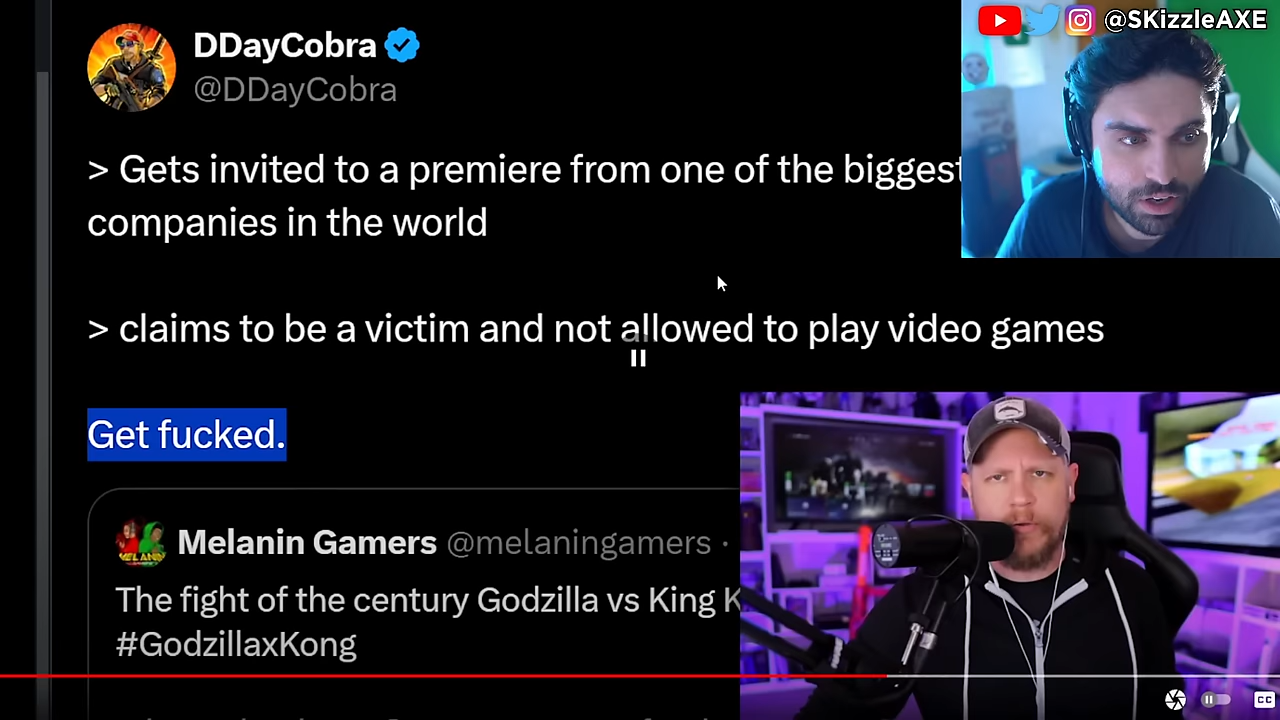 @SKizzleAXE
DDayCobra
@DDayCobra
> Gets invited to a premiere from one of the biggest
companies in the world
> claims to be a victim and not allowed to play video games
Get fucked.
Melanin Gamers @melaningamers ·
The fight of the century Godzilla vs King K
#GodzillaxKong
CC